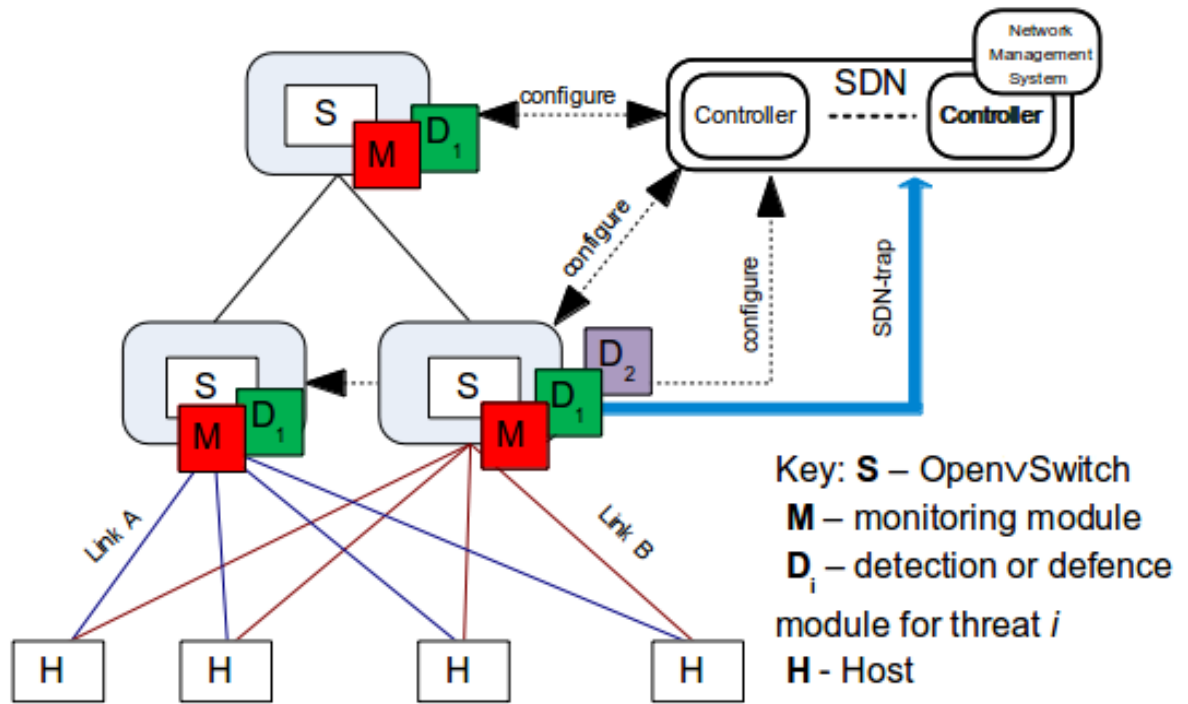 Network
Management
System
SDN
Controller
Controller
configure
S
M
D1
configure
configure
SDN-trap
S
M
D1
S
M
D1
D2
Link A
Link B
Key: S – OpenvSwitch
M – monitoring module
Di – detection or defence
module for threat i
H - Host
H
H
H
H